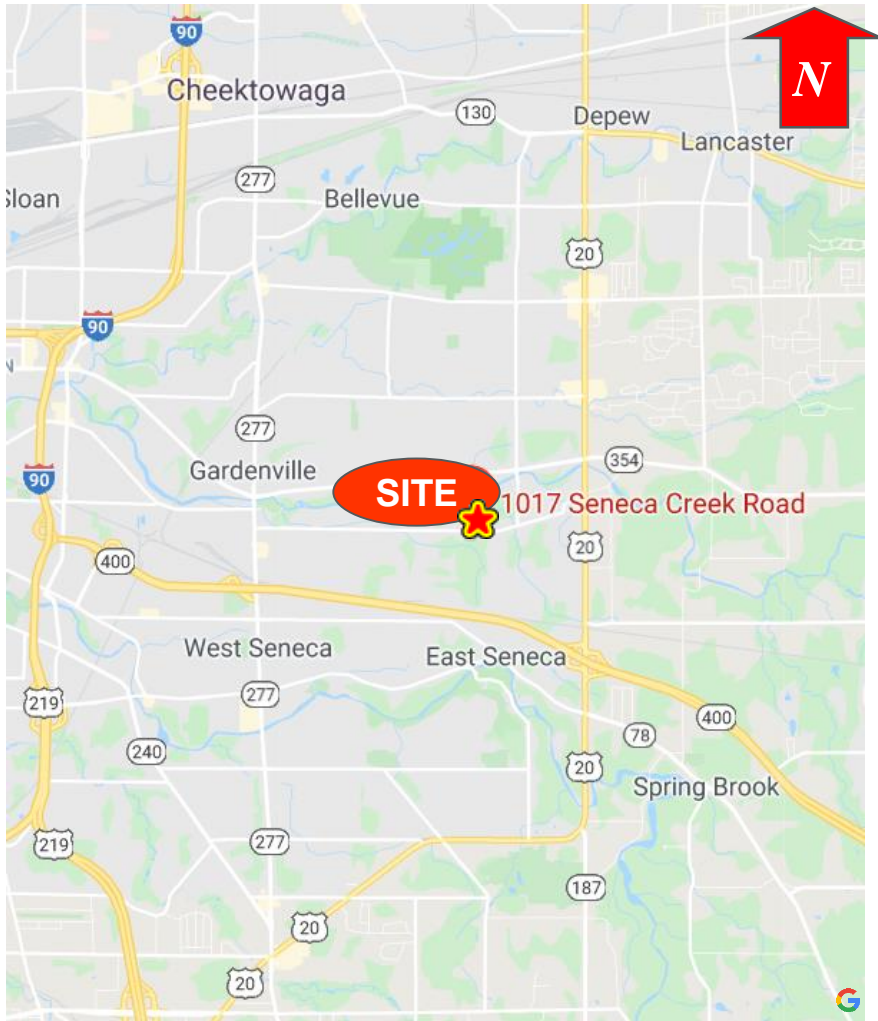 90
N
Cheektowaga
130
Depew
Lancaster
277
Sloan
Bellevue
20
90
N
277
354
Gardenville
90
SITE
1017 Seneca Creek Road
20
400
West Seneca
East Seneca
277
219
400
78
240
20
Spring Brook
277
219
187
20
20
G